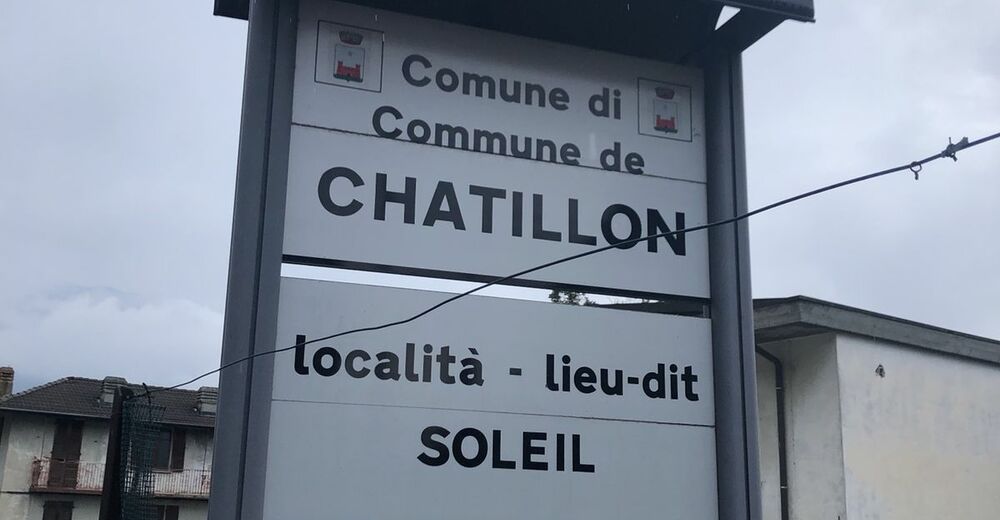 Comune di
Commune de
CHATILLON
località - lieu-dit
SOLEIL